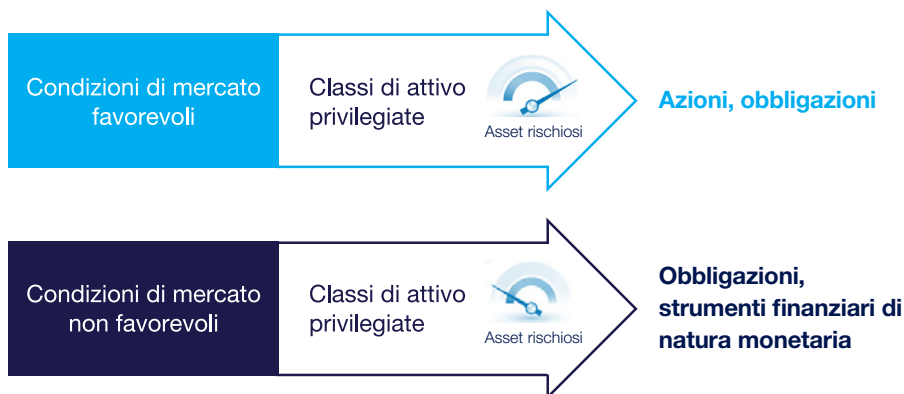 Condizioni di mercato
favorevoli
Classi di attivo
privilegiate
Asset rischiosi
Azioni, obbligazioni
Condizioni di mercato
non favorevoli
Classi di attivo
privilegiate
Asset rischiosi
Obbligazioni,
strumenti finanziari di
natura monetaria